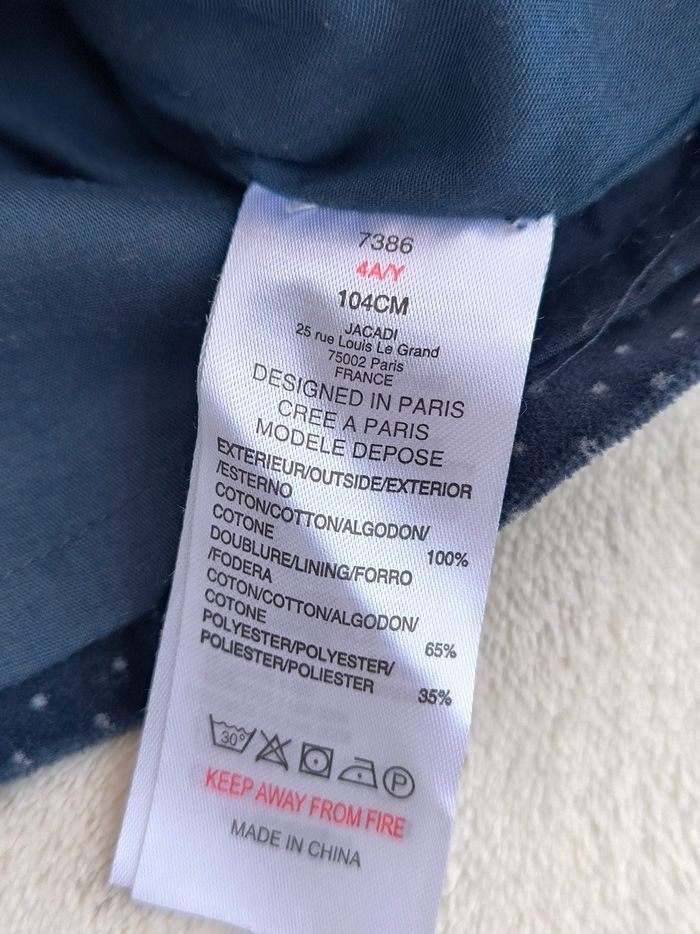 7386
4A/Y
104CM
JACADI
25 rue Louis Le Grand
75002 Paris
FRANCE
DESIGNED IN PARIS
CREE A PARIS
MODELE DEPOSE
EXTERIEUR/OUTSIDE/EXTERIOR
/ESTERNO
COTON/COTTON/ALGODON/
COTONE 100%
DOUBLURE/LINING/FORRO
/FODERA
COTON/COTTON/ALGODON/
COTONE 65%
POLYESTER/POLYESTER/
POLIESTER/POLIESTER 35%
30° P
KEEP AWAY FROM FIRE
MADE IN CHINA